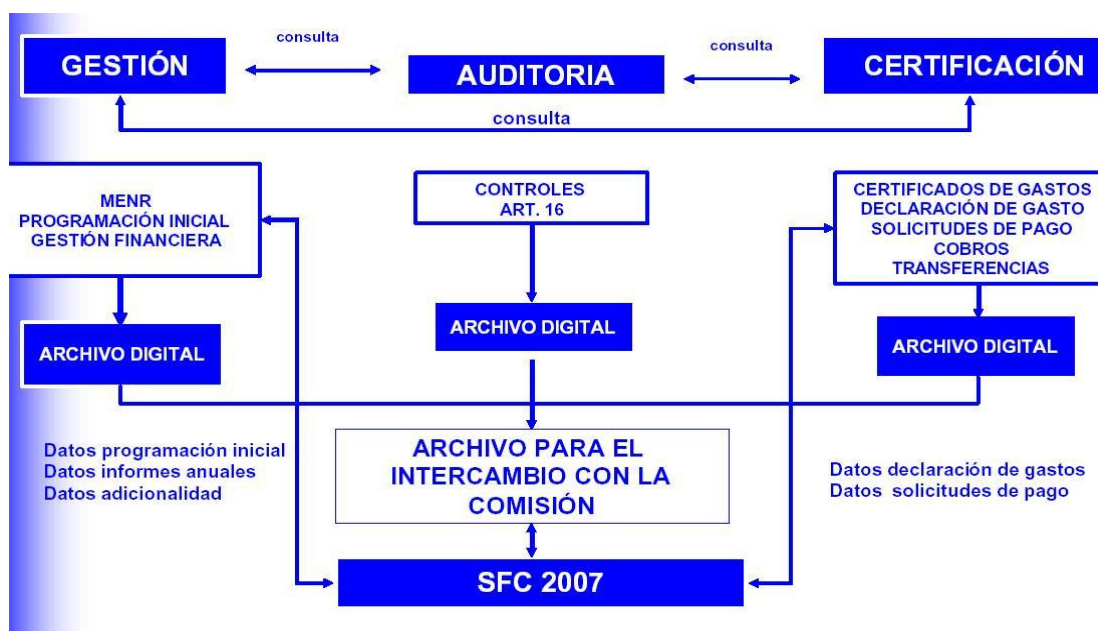 consulta
consulta
GESTIÓN
AUDITORIA
CERTIFICACIÓN
consulta
MENR
PROGRAMACIÓN INICIAL
GESTIÓN FINANCIERA
CONTROLES
ART. 16
CERTIFICADOS DE GASTOS
DECLARACIÓN DE GASTO
SOLICITUDES DE PAGO
COBROS
TRANSFERENCIAS
ARCHIVO DIGITAL
ARCHIVO DIGITAL
ARCHIVO DIGITAL
Datos programación inicial
Datos informes anuales
Datos adicionalidad
ARCHIVO PARA EL
INTERCAMBIO CON LA
COMISIÓN
Datos declaración de gastos
Datos solicitudes de pago
SFC 2007